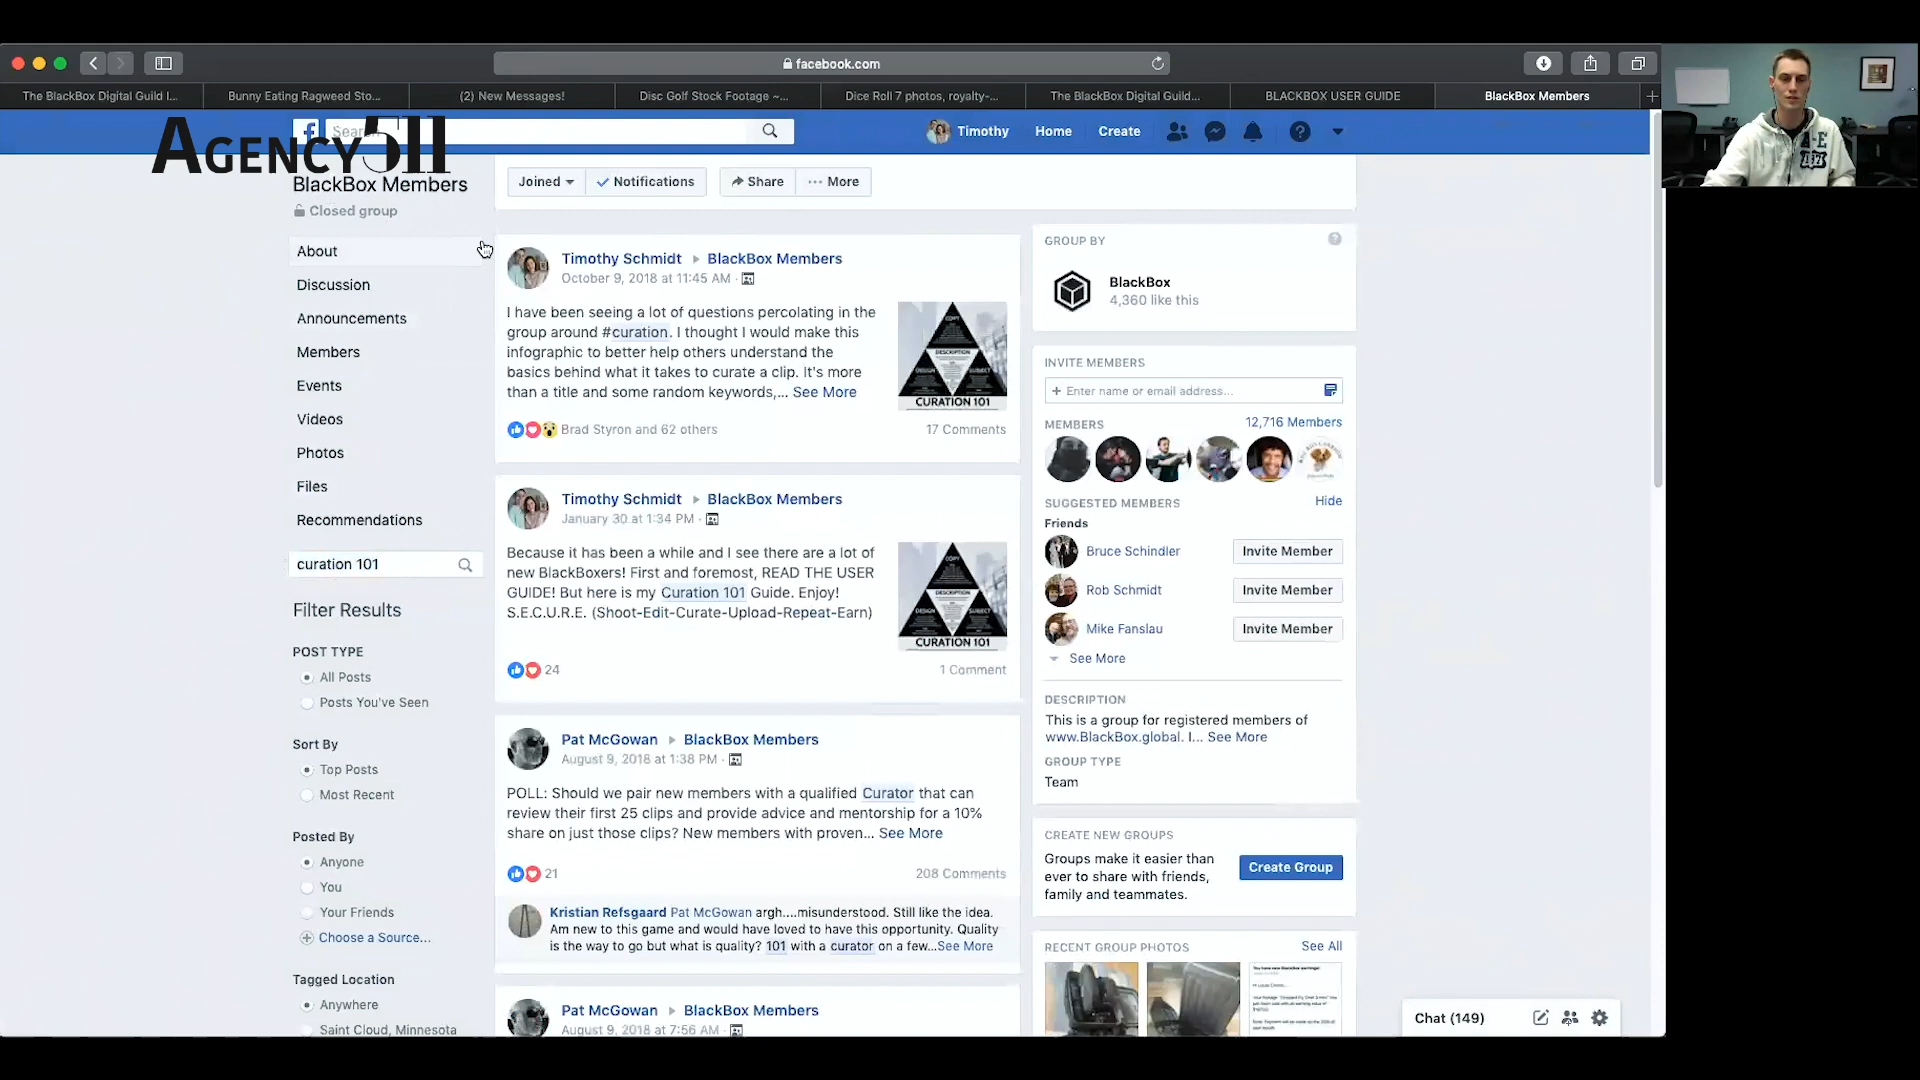 facebook.com
The BlackBox Digital Guild I...
Bunny Eating Ragweed Sto...
(2) New Messages!
Disc Golf Stock Footage ~...
Dice Roll 7 photos, royalty-...
The BlackBox Digital Guild...
BLACKBOX USER GUIDE
BlackBox Members
AGENCY511
Search
Timothy
Home
Create
BlackBox Members
Closed group
About
Discussion
Announcements
Members
Events
Videos
Photos
Files
Recommendations
curation 101
Filter Results
POST TYPE
All Posts
Posts You've Seen
Sort By
Top Posts
Most Recent
Posted By
Anyone
You
Your Friends
Choose a Source...
Tagged Location
Anywhere
Saint Cloud, Minnesota
Joined
Notifications
Share
More
Timothy Schmidt BlackBox Members
October 9, 2018 at 11:45 AM
I have been seeing a lot of questions percolating in the
group around #curation. I thought I would make this
infographic to better help others understand the
basics behind what it takes to curate a clip. It's more
than a title and some random keywords,... See More
COPY
DESCRIPTION
DESIGN
SUBJECT
CURATION 101
Brad Styron and 62 others
17 Comments
Timothy Schmidt BlackBox Members
January 30 at 1:34 PM
Because it has been a while and I see there are a lot of
new BlackBoxers! First and foremost, READ THE USER
GUIDE! But here is my Curation 101 Guide. Enjoy!
S.E.C.U.R.E. (Shoot-Edit-Curate-Upload-Repeat-Earn)
COPY
DESCRIPTION
DESIGN
SUBJECT
CURATION 101
24
1 Comment
Pat McGowan BlackBox Members
August 9, 2018 at 1:38 PM
POLL: Should we pair new members with a qualified Curator that can
review their first 25 clips and provide advice and mentorship for a 10%
share on just those clips? New members with proven... See More
21
208 Comments
Kristian Refsgaard Pat McGowan argh....misunderstood. Still like the idea.
Am new to this game and would have loved to have this opportunity. Quality
is the way to go but what is quality? 101 with a curator on a few...See More
Pat McGowan BlackBox Members
August 9, 2018 at 7:56 AM
GROUP BY
BlackBox
4,360 like this
INVITE MEMBERS
+ Enter name or email address...
MEMBERS
12,716 Members
SUGGESTED MEMBERS
Hide
Friends
Bruce Schindler
Invite Member
Rob Schmidt
Invite Member
Mike Fanslau
Invite Member
See More
DESCRIPTION
This is a group for registered members of
www.BlackBox.global. I... See More
GROUP TYPE
Team
CREATE NEW GROUPS
Groups make it easier than
ever to share with friends,
family and teammates.
Create Group
RECENT GROUP PHOTOS
See All
Chat (149)